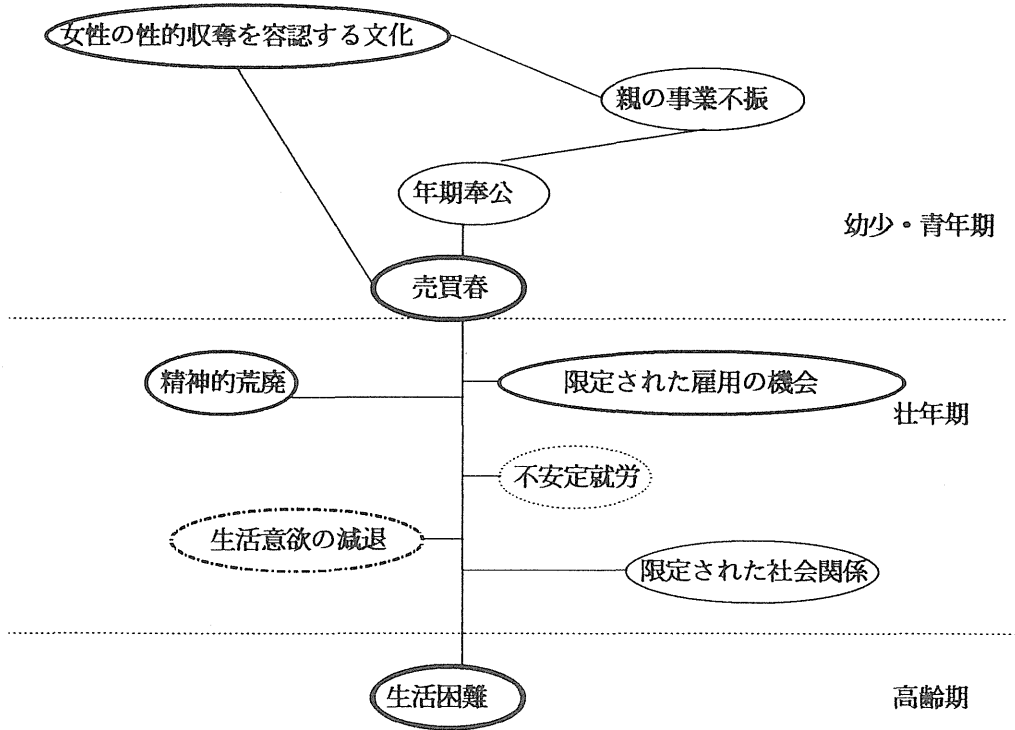 女性の性的収奪を容認する文化
親の事業不振
年期奉公
幼少・青年期
売買春
精神的荒廃
限定された雇用の機会
壮年期
不安定就労
生活意欲の減退
限定された社会関係
生活困難
高齢期